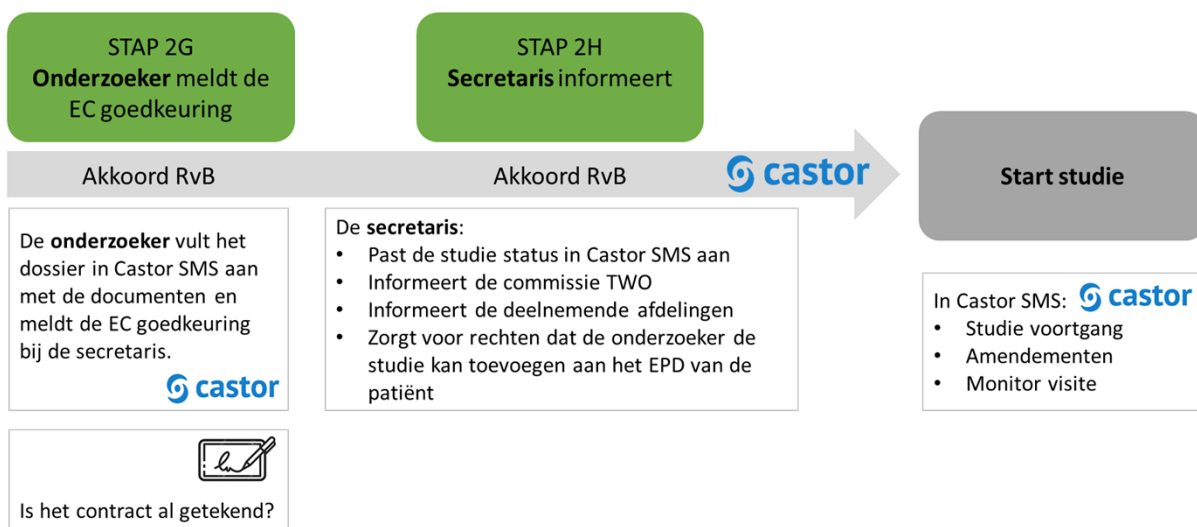 STAP 2G
Onderzoeker meldt de
EC goedkeuring
STAP 2H
Secretaris informeert
Akkoord RvB
Akkoord RvB
castor
Start studie
De onderzoeker vult het
dossier in Castor SMS aan
met de documenten en
meldt de EC goedkeuring
bij de secretaris.
castor
De secretaris:
• Past de studie status in Castor SMS aan
• Informeert de commissie TWO
• Informeert de deelnemende afdelingen
• Zorgt voor rechten dat de onderzoeker de
studie kan toevoegen aan het EPD van de
patiënt
In Castor SMS: castor
• Studie voortgang
• Amendementen
• Monitor visite
Is het contract al getekend?